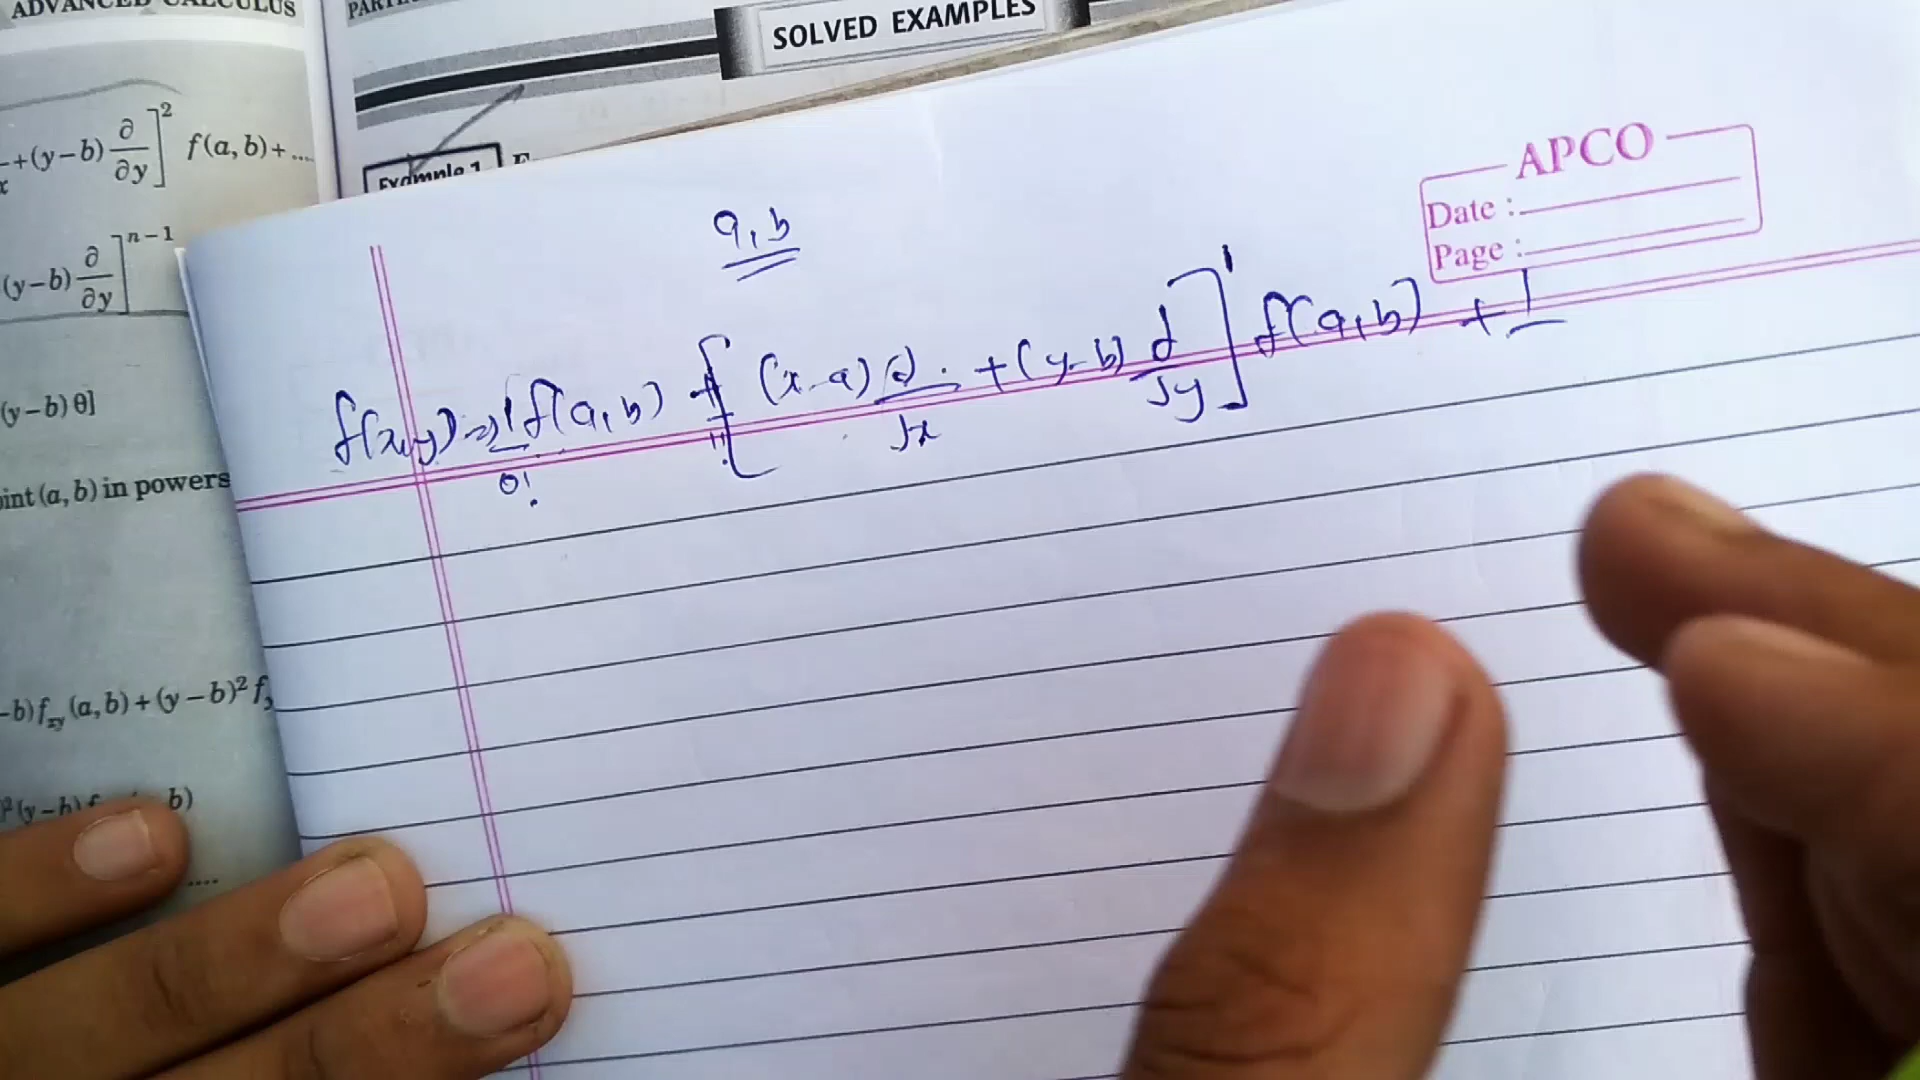 ADVANCED CALCULUS
+(y−b) ∂/∂y]² f(a, b)+....
(y−b) ∂/∂y]ⁿ⁻¹
(y−b) θ]
int (a, b) in powers
−b) f_xy (a, b) + (y − b)² f
b)
....
SOLVED EXAMPLES
Example 1
APCO
Date :
Page :
a, b
f(x,y) = 1/0! f(a, b) + 1/1! [(x-a) ∂/∂x + (y-b) ∂/∂y]¹ f(a, b) + 1